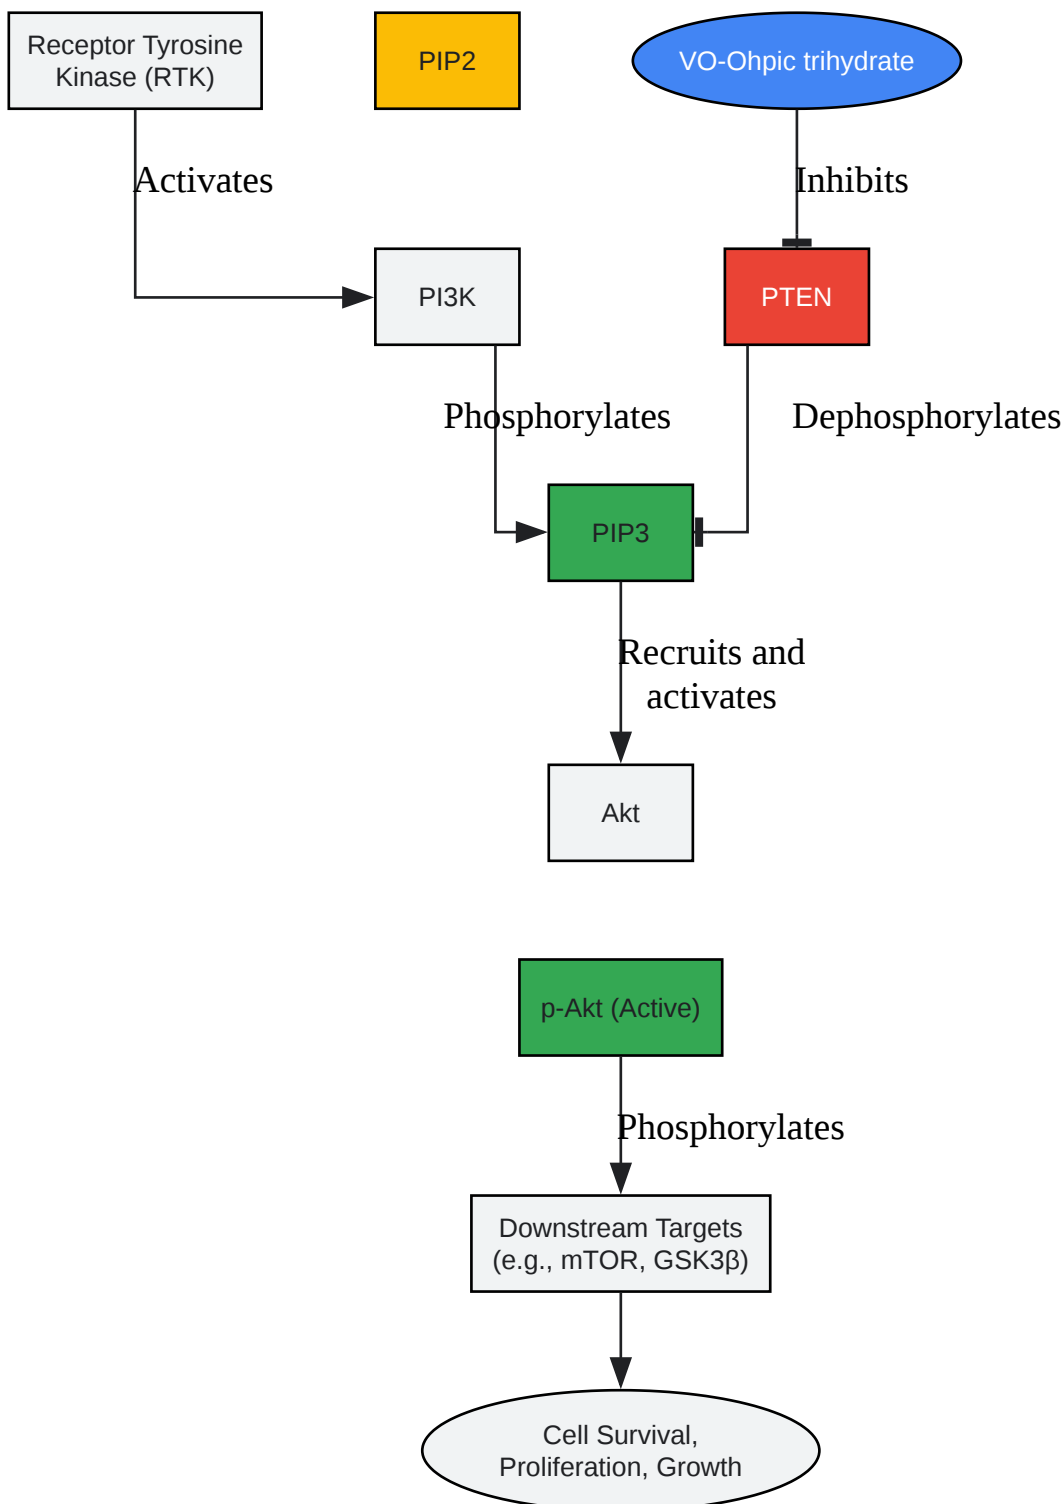 Receptor Tyrosine
Kinase (RTK)
PIP2
VO-Ohpic trihydrate
Activates
Inhibits
PI3K
PTEN
Phosphorylates
Dephosphorylates
PIP3
Recruits and
activates
Akt
p-Akt (Active)
Phosphorylates
Downstream Targets
(e.g., mTOR, GSK3β)
Cell Survival,
Proliferation, Growth